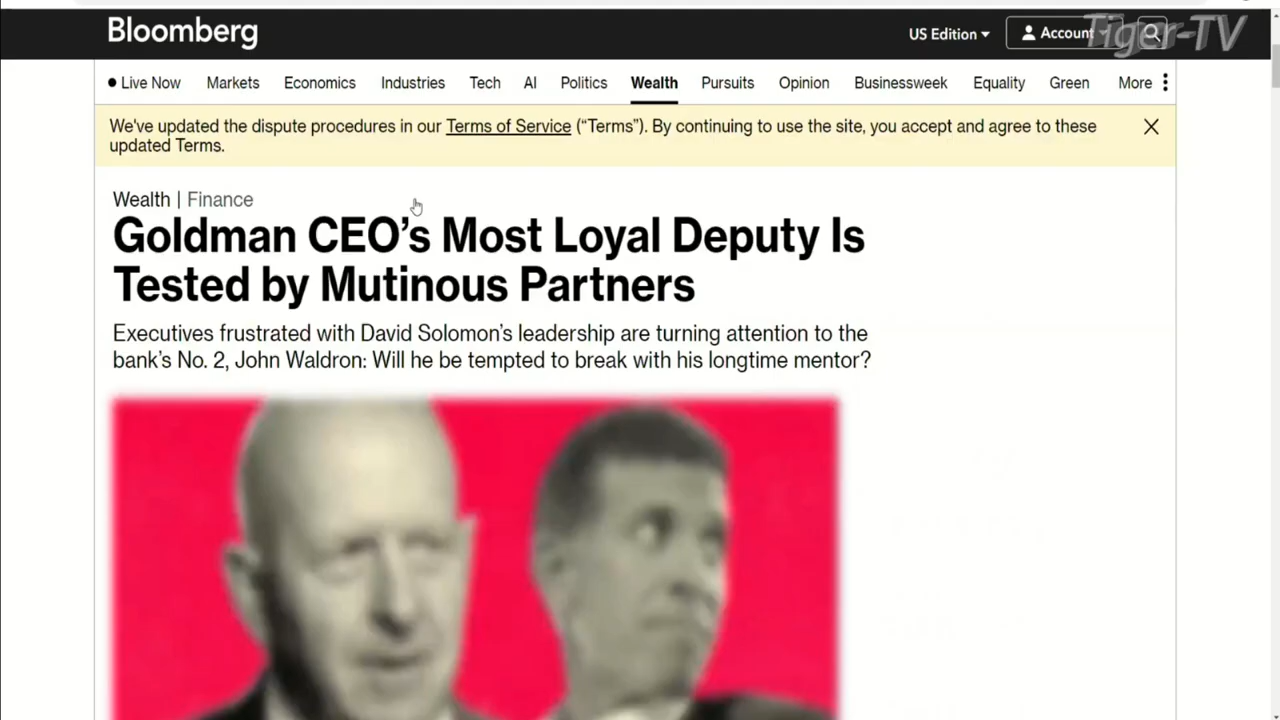 Bloomberg
US Edition
Account
Tiger-TV
Live Now Markets Economics Industries Tech AI Politics Wealth Pursuits Opinion Businessweek Equality Green More
We've updated the dispute procedures in our Terms of Service (“Terms”). By continuing to use the site, you accept and agree to these
updated Terms.
Wealth | Finance
Goldman CEO’s Most Loyal Deputy Is
Tested by Mutinous Partners
Executives frustrated with David Solomon’s leadership are turning attention to the
bank’s No. 2, John Waldron: Will he be tempted to break with his longtime mentor?